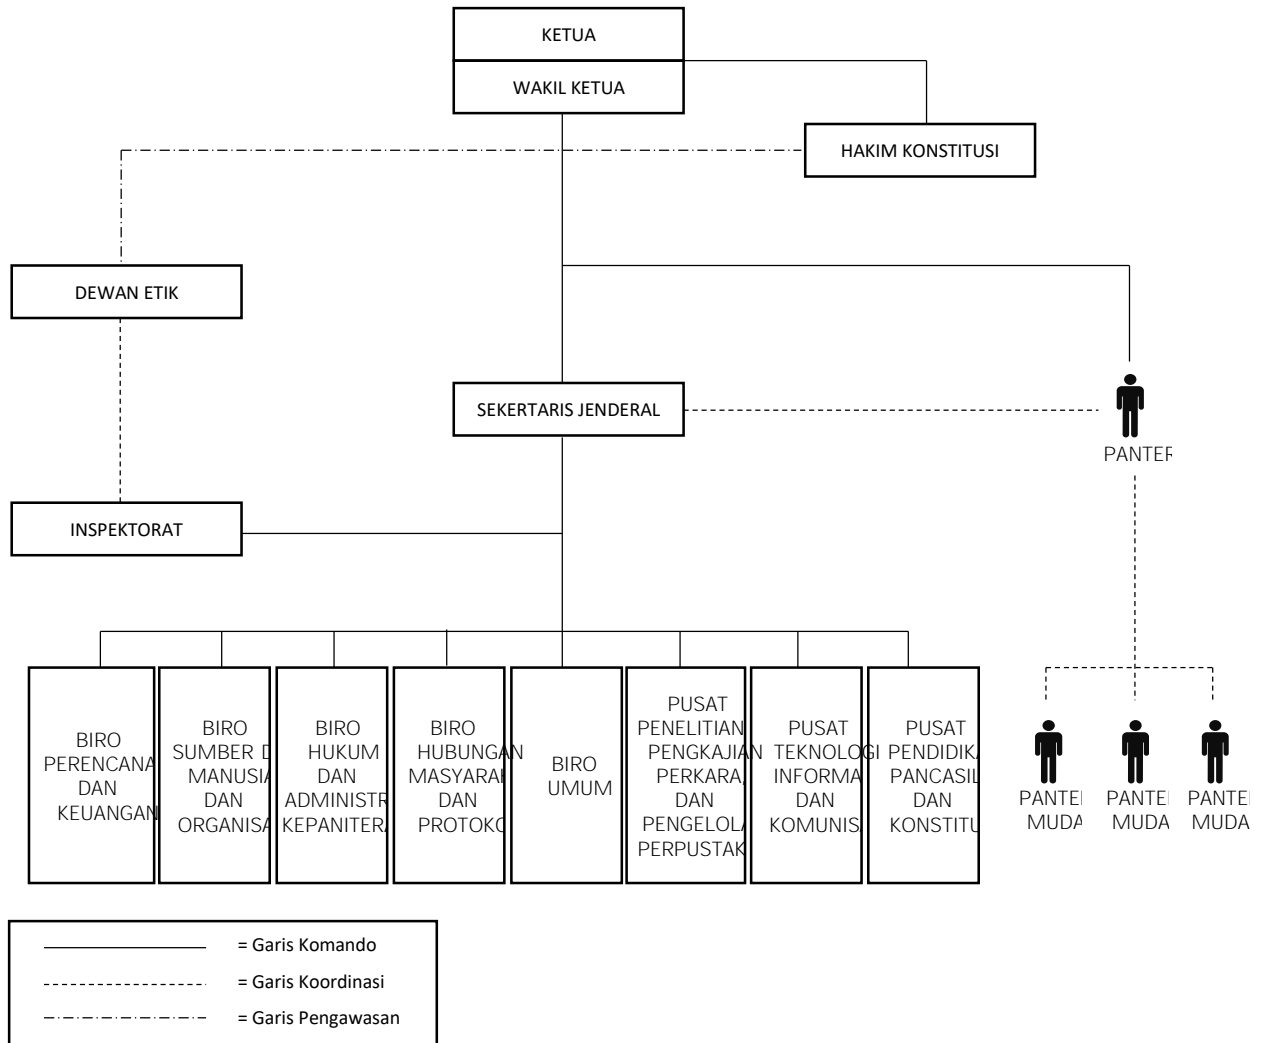 KETUA
WAKIL KETUA
HAKIM KONSTITUSI
DEWAN ETIK
SEKERTARIS JENDERAL
PANTER
INSPEKTORAT
BIRO
PERENCANA
DAN
KEUANGAN
BIRO
SUMBER D
MANUSIA
DAN
ORGANISA
BIRO
HUKUM
DAN
ADMINISTR
KEPANITERA
BIRO
HUBUNGAN
MASYARAK
DAN
PROTOKO
BIRO
UMUM
PUSAT
PENELITIAN
PENGKAJIAN
PERKARA,
DAN
PENGELOLA
PERPUSTAK
PUSAT
TEKNOLOGI
INFORMA
DAN
KOMUNISA
PUSAT
PENDIDIKA
PANCASIL
DAN
KONSTITU
PANTE
MUDA
PANTE
MUDA
PANTE
MUDA
= Garis Komando
= Garis Koordinasi
= Garis Pengawasan